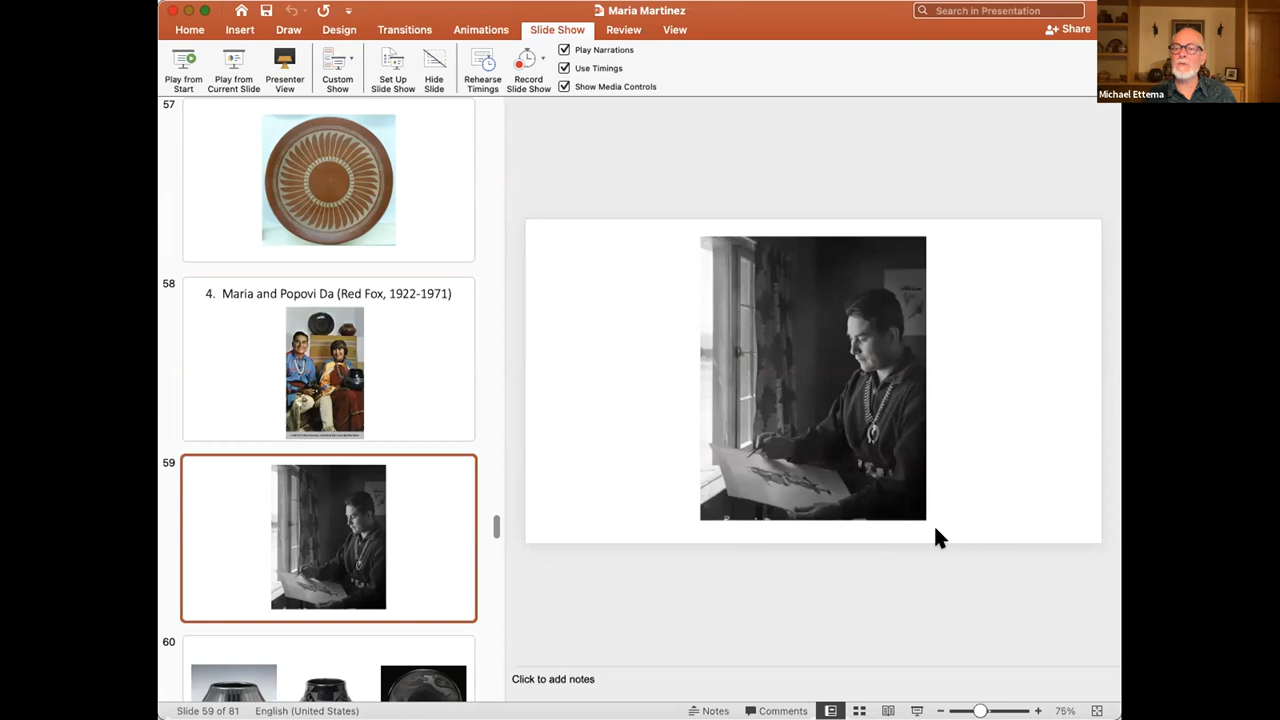 Maria Martinez
Search in Presentation
Home
Insert
Draw
Design
Transitions
Animations
Slide Show
Review
View
Share
Play from Start
Play from Current Slide
Presenter View
Custom Show
Set Up Slide Show
Hide Slide
Rehearse Timings
Record Slide Show
Play Narrations
Use Timings
Show Media Controls
Michael Ettema
57
58
4. Maria and Popovi Da (Red Fox, 1922-1971)
59
60
Click to add notes
Slide 59 of 81
English (United States)
Notes
Comments
75%